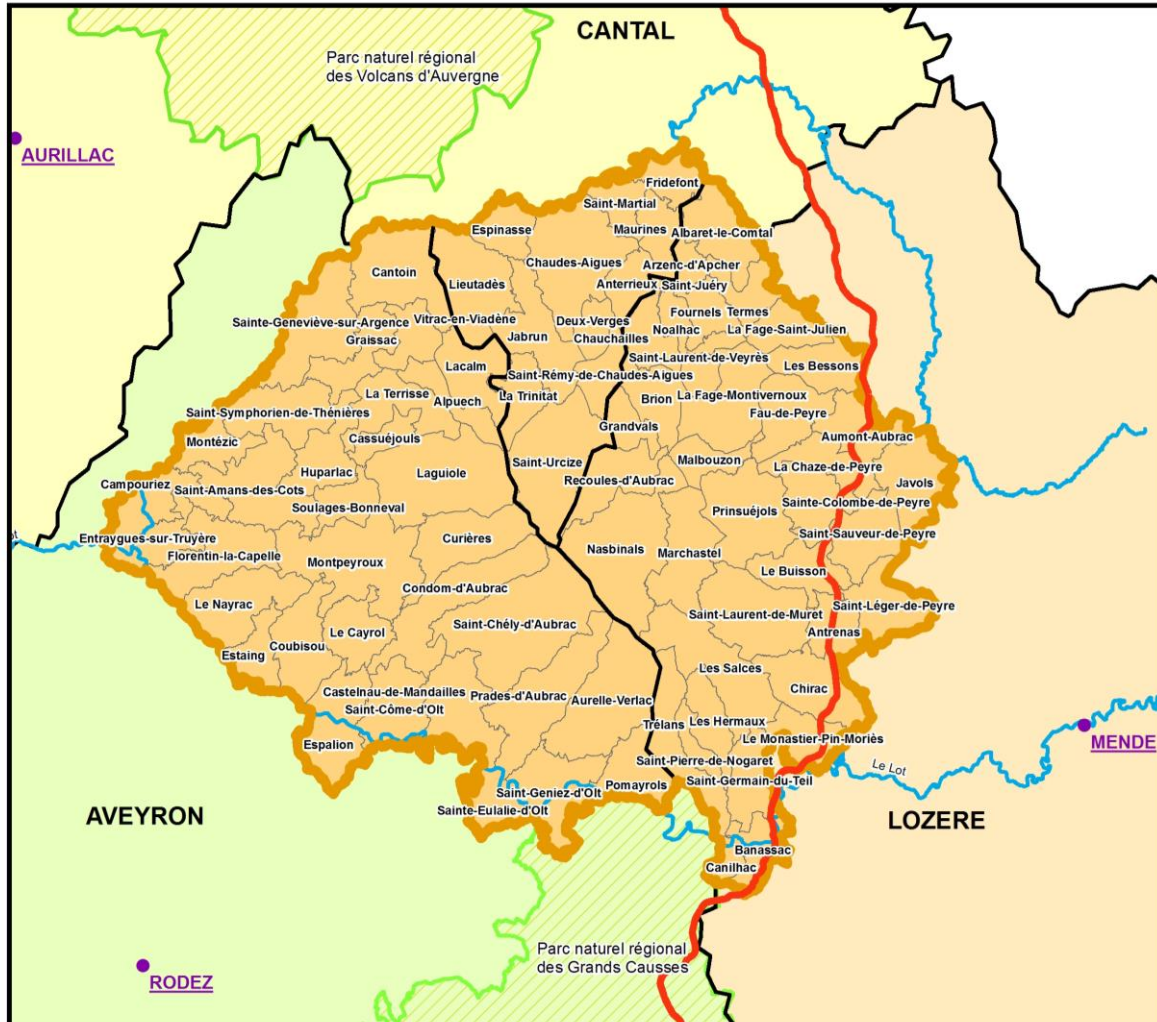 CANTAL
Parc naturel régional
des Volcans d'Auvergne
AURILLAC
Fridefont
Saint-Martial
Espinasse
Maurines
Albaret-le-Comtal
Chaudes-Aigues
Arzenc-d'Apcher
Cantoin
Lieutadès
Anterrieux
Saint-Juéry
Sainte-Geneviève-sur-Argence
Vitrac-en-Viadène
Deux-Verges
Fournels
Termes
Graissac
Jabrun
Chauchailles
Noalhac
La Fage-Saint-Julien
Saint-Laurent-de-Veyrès
Lacalm
Saint-Rémy-de-Chaudes-Aigues
Les Bessons
La Terrisse
Alpuech
La Trinitat
Brion
La Fage-Montivernoux
Saint-Symphorien-de-Thénières
Fau-de-Peyre
Montézic
Cassuéjouls
Grandvals
Aumont-Aubrac
Huparlac
Laguiole
Saint-Urcize
Malbouzon
La Chaze-de-Peyre
Campouriez
Saint-Amans-des-Cots
Recoules-d'Aubrac
Javols
Soulages-Bonneval
Prinsuéjols
Sainte-Colombe-de-Peyre
Entraygues-sur-Truyère
Curières
Saint-Sauveur-de-Peyre
Florentin-la-Capelle
Montpeyroux
Nasbinals
Marchastel
Le Buisson
Condom-d'Aubrac
Le Nayrac
Saint-Laurent-de-Muret
Saint-Léger-de-Peyre
Le Cayrol
Saint-Chély-d'Aubrac
Antrenas
Estaing
Coubisou
Les Salces
Chirac
Castelnau-de-Mandailles
Prades-d'Aubrac
Aurelle-Verlac
Saint-Côme-d'Olt
Trélans
Les Hermaux
Espalion
Le Monastier-Pin-Moriès
MENDE
Saint-Pierre-de-Nogaret
Le Lot
Saint-Germain-du-Teil
Saint-Geniez-d'Olt
Pomayrols
Sainte-Eulalie-d'Olt
AVEYRON
LOZERE
Banassac
Canilhac
Parc naturel régional
des Grands Causses
RODEZ